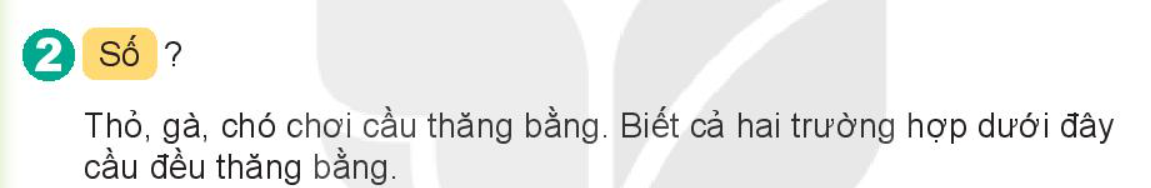 2 Số ?
Thỏ, gà, chó chơi cầu thăng bằng. Biết cả hai trường hợp dưới đây
cầu đều thăng bằng.